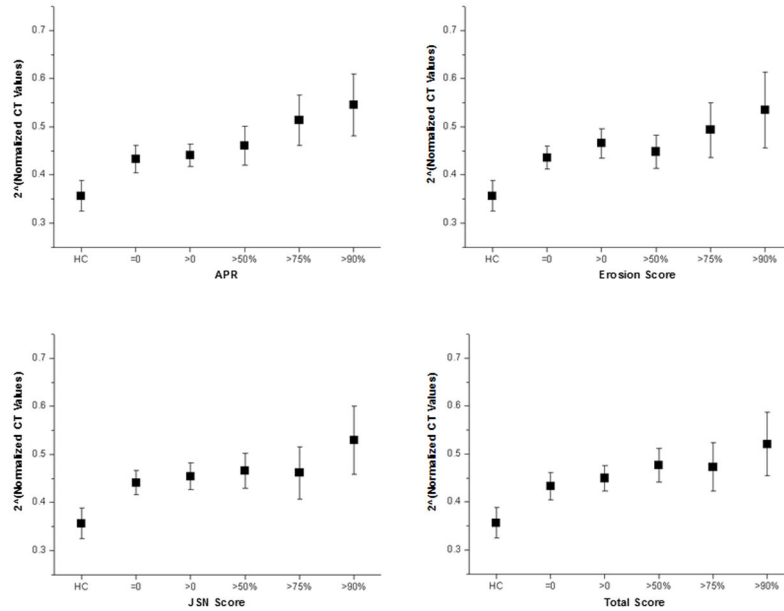 2^(Normalized CT Values)
0.7
0.6
0.5
0.4
0.3
HC =0 >0 >50% >75% >90%
APR
2^(Normalized CT Values)
0.7
0.6
0.5
0.4
0.3
HC =0 >0 >50% >75% >90%
Erosion Score
2^(Normalized CT Values)
0.7
0.6
0.5
0.4
0.3
HC =0 >0 >50% >75% >90%
JSN Score
2^(Normalized CT Values)
0.7
0.6
0.5
0.4
0.3
HC =0 >0 >50% >75% >90%
Total Score